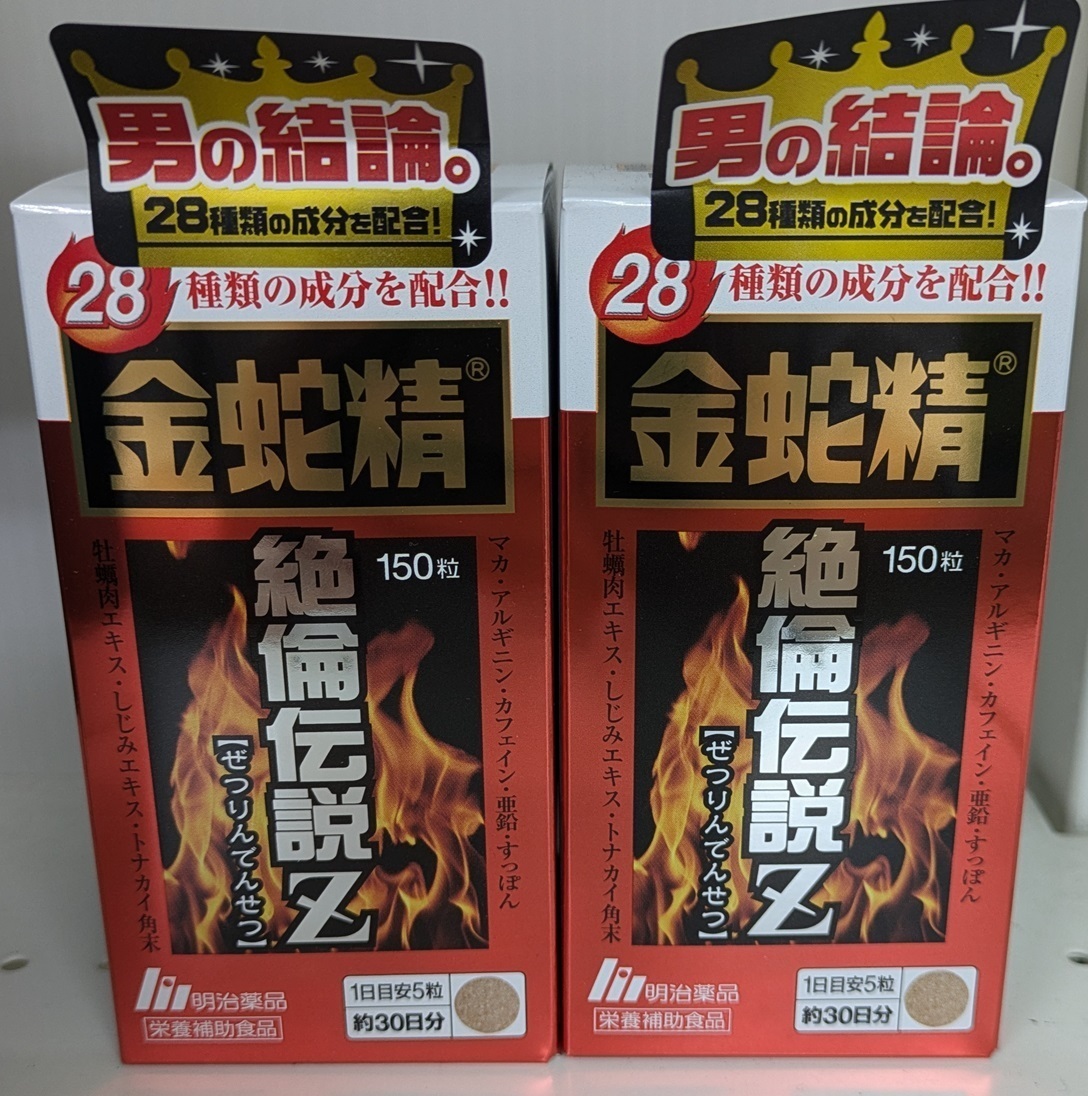 男の結論。
28種類の成分を配合!
28種類の成分を配合!!
金蛇精®
150粒
絶倫伝説Z
【ぜつりんでんせつ】
マカ・アルギニン・カフェイン・亜鉛・すっぽん
牡蠣肉エキス・しじみエキス・トナカイ角末
明治薬品
栄養補助食品
1日目安5粒
約30日分
男の結論。
28種類の成分を配合!
28種類の成分を配合!!
金蛇精®
150粒
絶倫伝説Z
【ぜつりんでんせつ】
マカ・アルギニン・カフェイン・亜鉛・すっぽん
牡蠣肉エキス・しじみエキス・トナカイ角末
明治薬品
栄養補助食品
1日目安5粒
約30日分